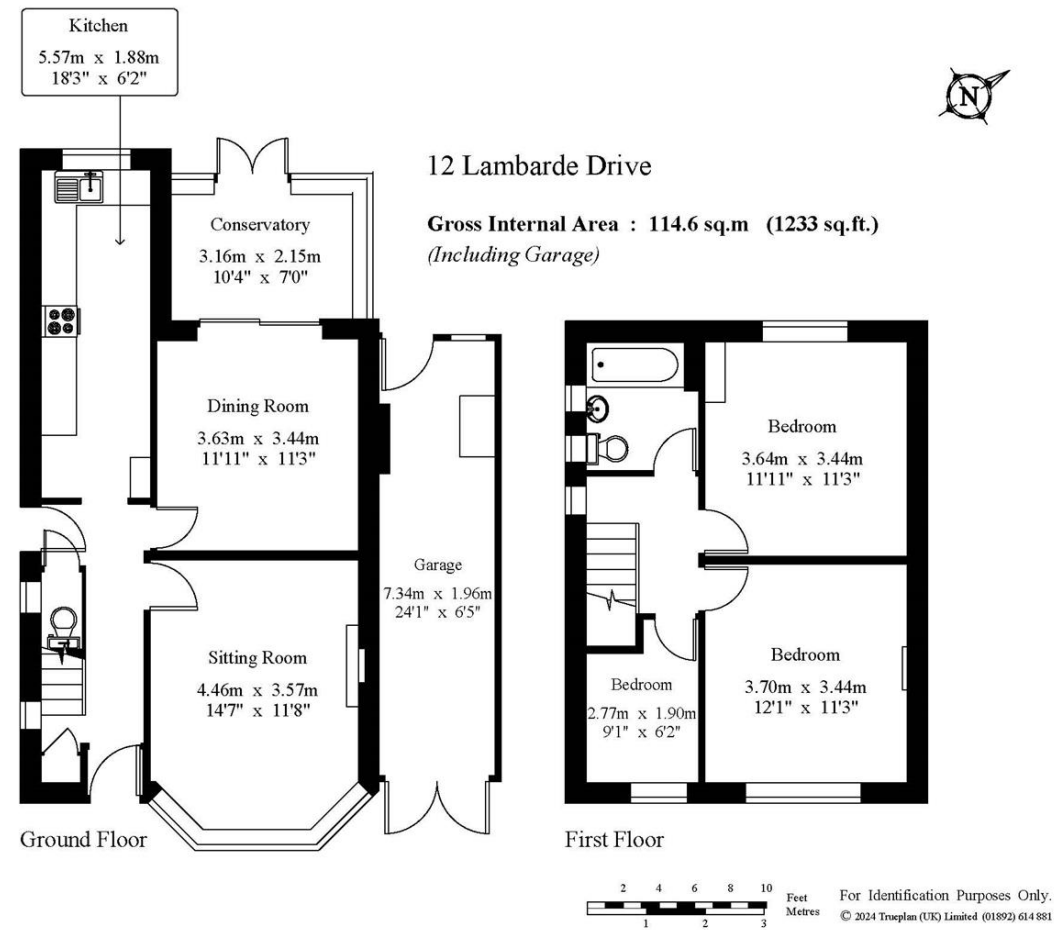 Kitchen
5.57m x 1.88m
18'3" x 6'2"
N
12 Lambarde Drive
Gross Internal Area : 114.6 sq.m (1233 sq.ft.)
(Including Garage)
Conservatory
3.16m x 2.15m
10'4" x 7'0"
Dining Room
3.63m x 3.44m
11'11" x 11'3"
Garage
7.34m x 1.96m
24'1" x 6'5"
Sitting Room
4.46m x 3.57m
14'7" x 11'8"
Ground Floor
Bedroom
3.64m x 3.44m
11'11" x 11'3"
Bedroom
3.70m x 3.44m
12'1" x 11'3"
Bedroom
2.77m x 1.90m
9'1" x 6'2"
First Floor
2 4 6 8 10 Feet
Metres
1 2 3
For Identification Purposes Only.
© 2024 Trueplan (UK) Limited (01892) 614 881